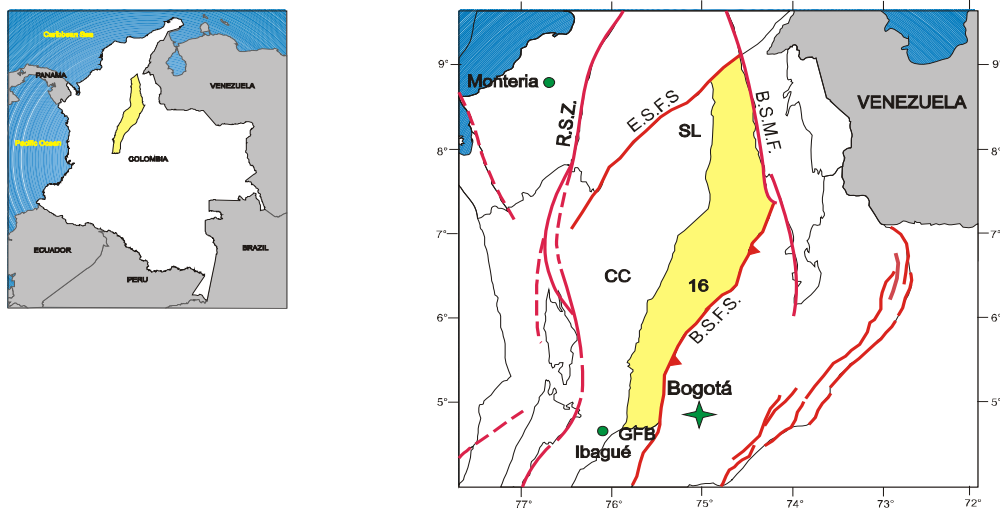 Caribbean Sea
PANAMA
VENEZUELA
Pacific Ocean
COLOMBIA
ECUADOR
BRAZIL
PERU
9°
8°
7°
6°
5°
Monteria
R.S.Z.
E.S.F.S
SL
B.S.M.F.
VENEZUELA
CC
16
B.S.F.S.
Bogotá
GFB
Ibagué
9°
8°
7°
6°
5°
77°
76°
75°
74°
73°
72°